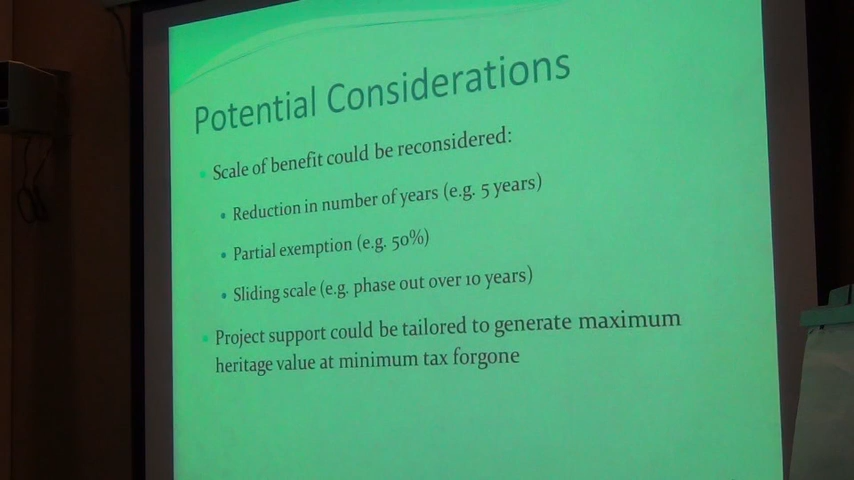 Potential Considerations
Scale of benefit could be reconsidered:
Reduction in number of years (e.g. 5 years)
Partial exemption (e.g. 50%)
Sliding scale (e.g. phase out over 10 years)
Project support could be tailored to generate maximum
heritage value at minimum tax forgone